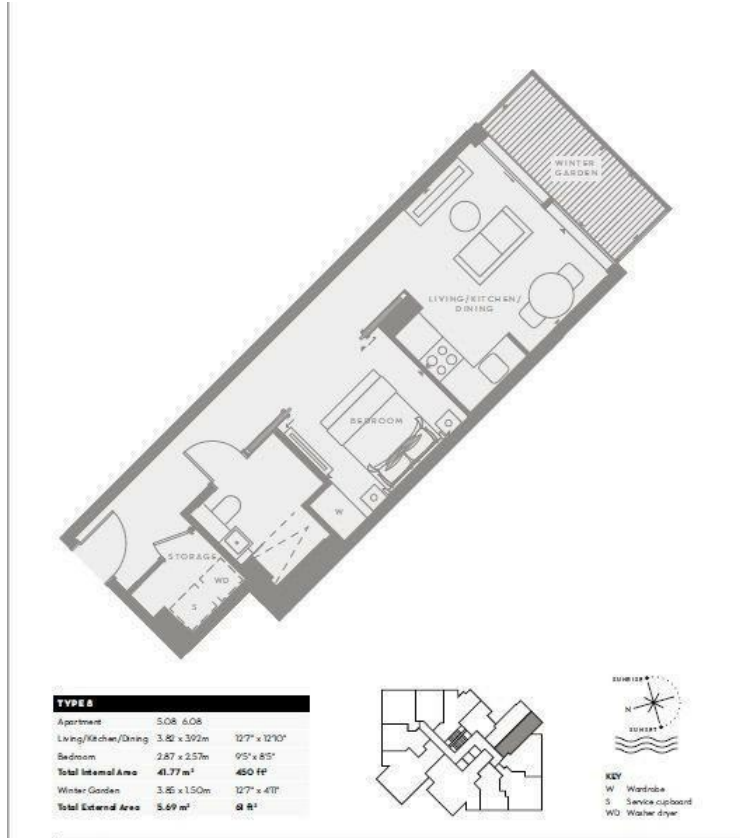 WINTER
GARDEN
LIVING/KITCHEN/
DINING
BEDROOM
W
STORAGE
WD
S
TYPE 8
Apartment 5.08 6.08
Living/Kitchen/Dining 3.82 x 3.92m 12'7" x 12'10"
Bedroom 2.87 x 2.57m 9'5" x 8'5"
Total Internal Area 41.77 m² 450 ft²
Winter Garden 3.85 x 1.50m 12'7" x 4'11"
Total External Area 5.69 m² 61 ft²
SUNRISE
N
SUNSET
KEY
W Wardrobe
S Service cupboard
WD Washer dryer